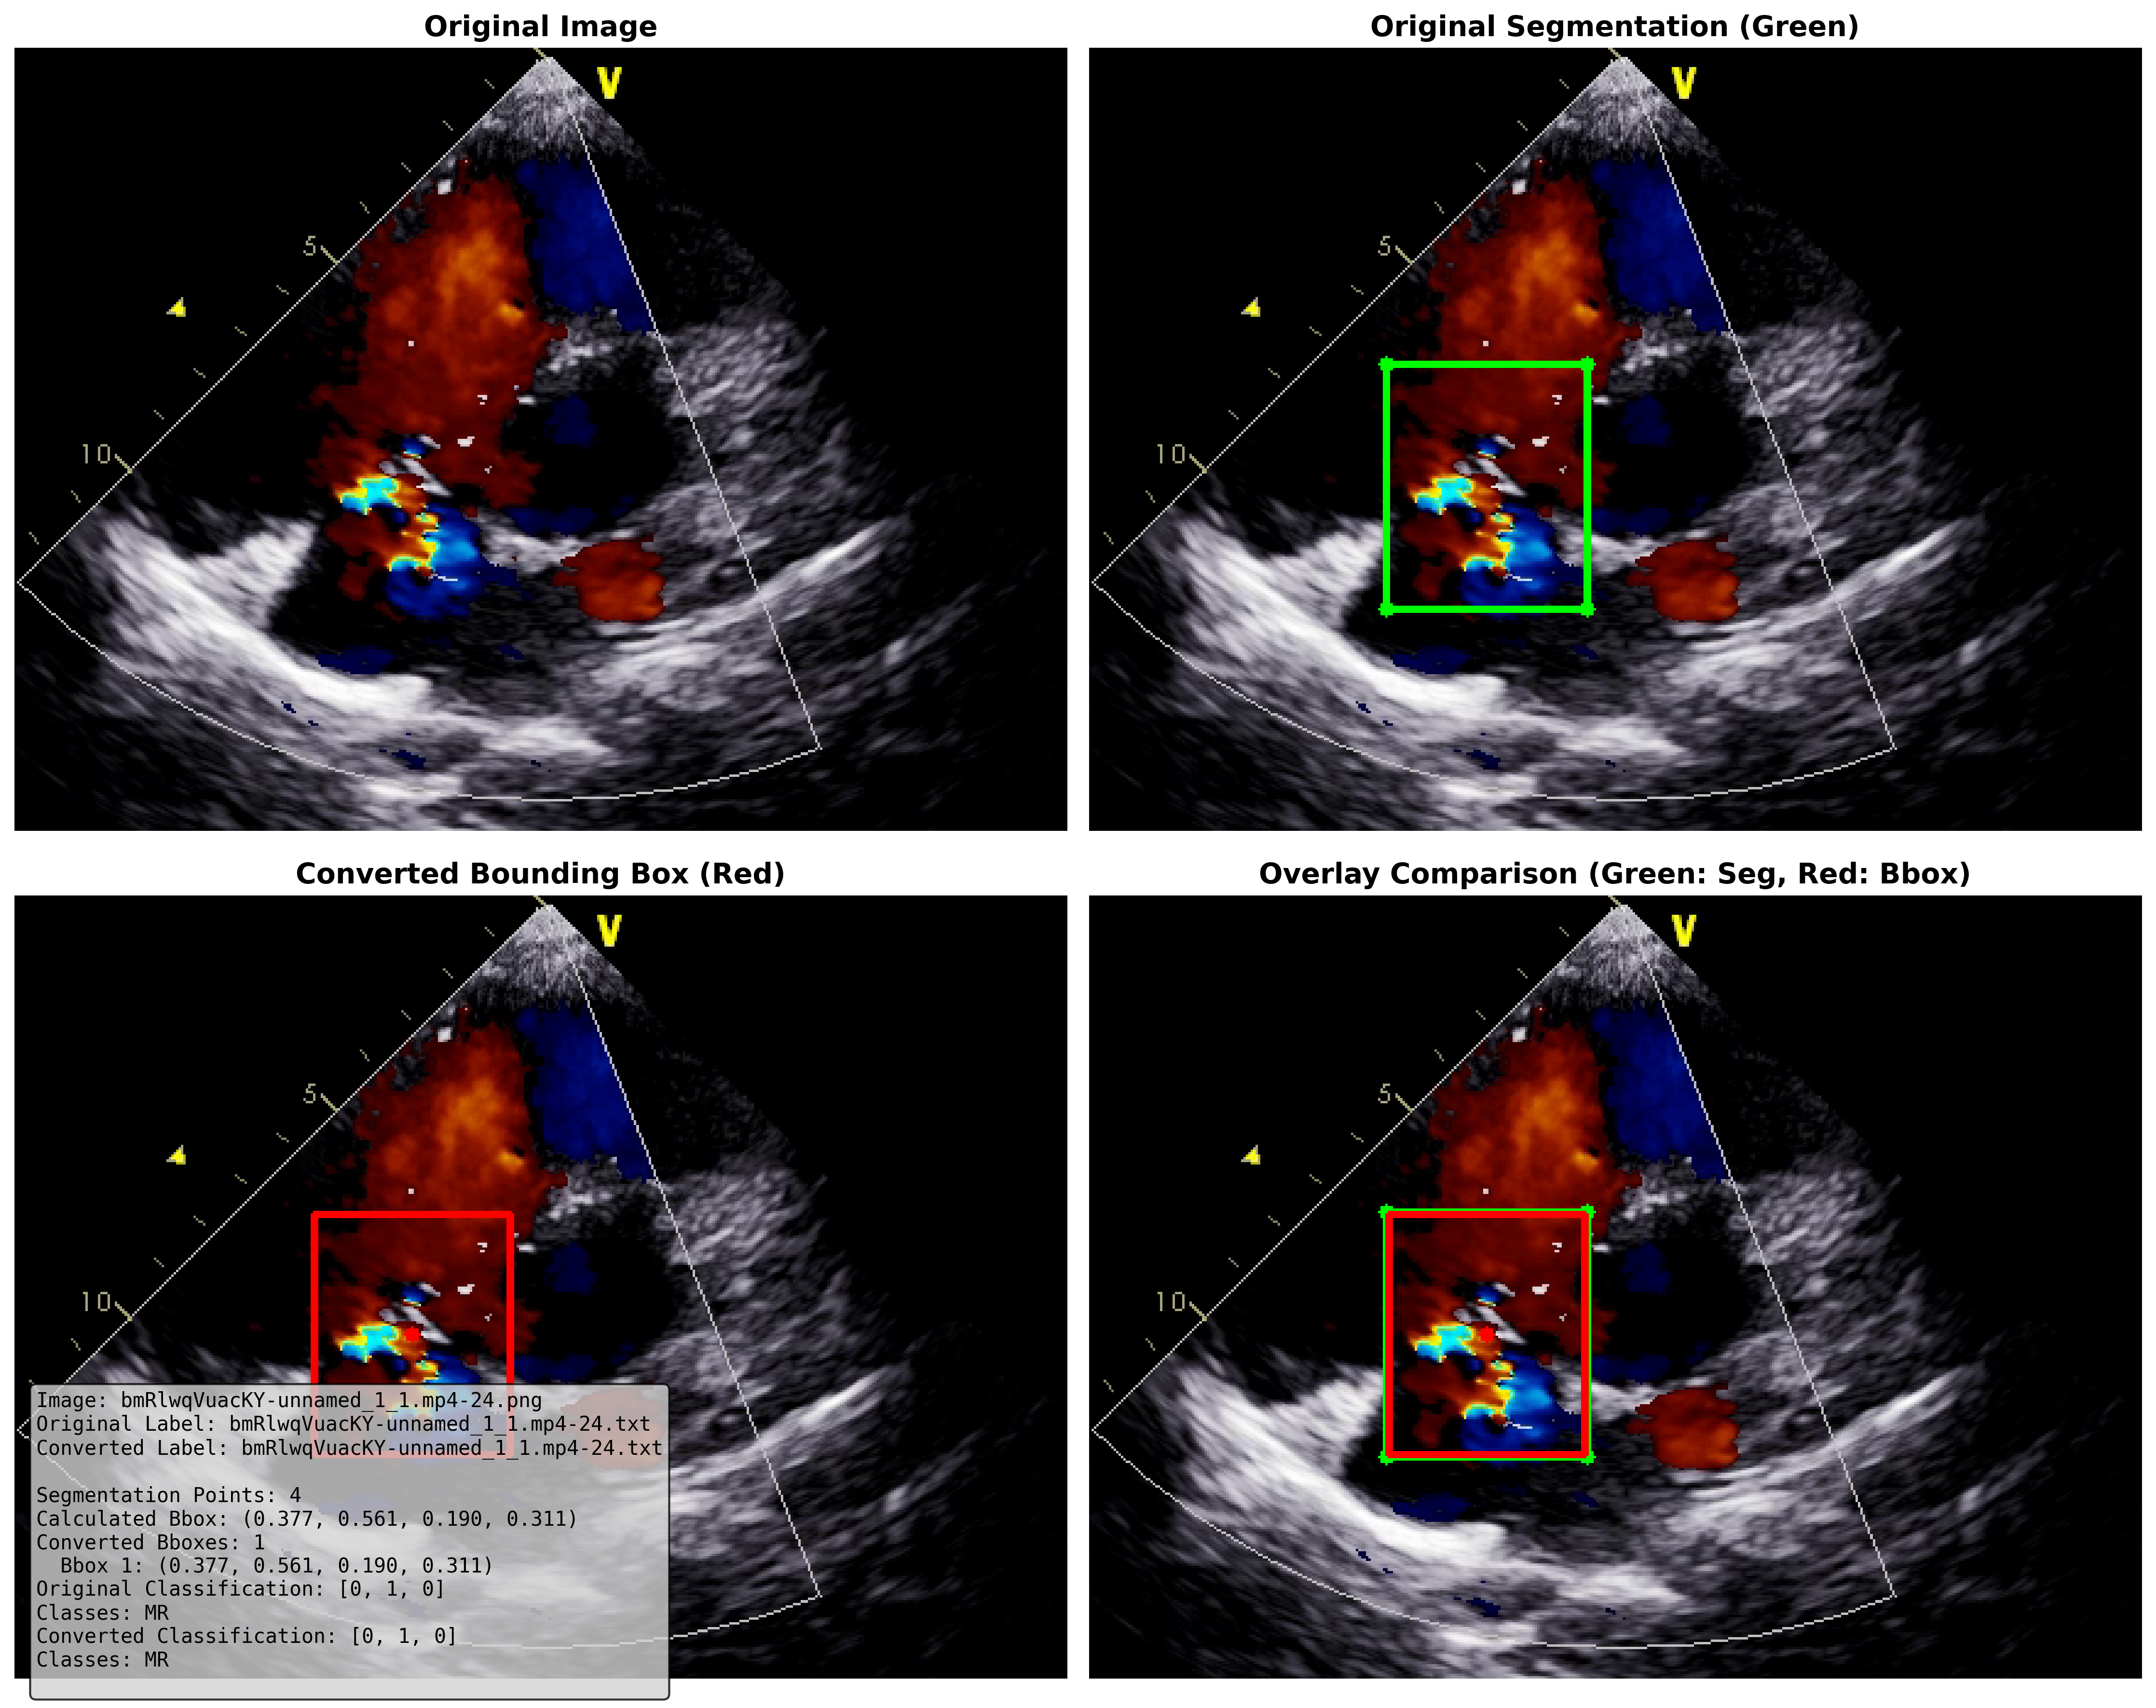 Original Image
Original Segmentation (Green)
V
5
10
V
5
10
Converted Bounding Box (Red)
Overlay Comparison (Green: Seg, Red: Bbox)
V
5
10
V
5
10
Image: bmRlwqVuacKY-unnamed_1_1.mp4-24.png
Original Label: bmRlwqVuacKY-unnamed_1_1.mp4-24.txt
Converted Label: bmRlwqVuacKY-unnamed_1_1.mp4-24.txt
Segmentation Points: 4
Calculated Bbox: (0.377, 0.561, 0.190, 0.311)
Converted Bboxes: 1
Bbox 1: (0.377, 0.561, 0.190, 0.311)
Original Classification: [0, 1, 0]
Classes: MR
Converted Classification: [0, 1, 0]
Classes: MR